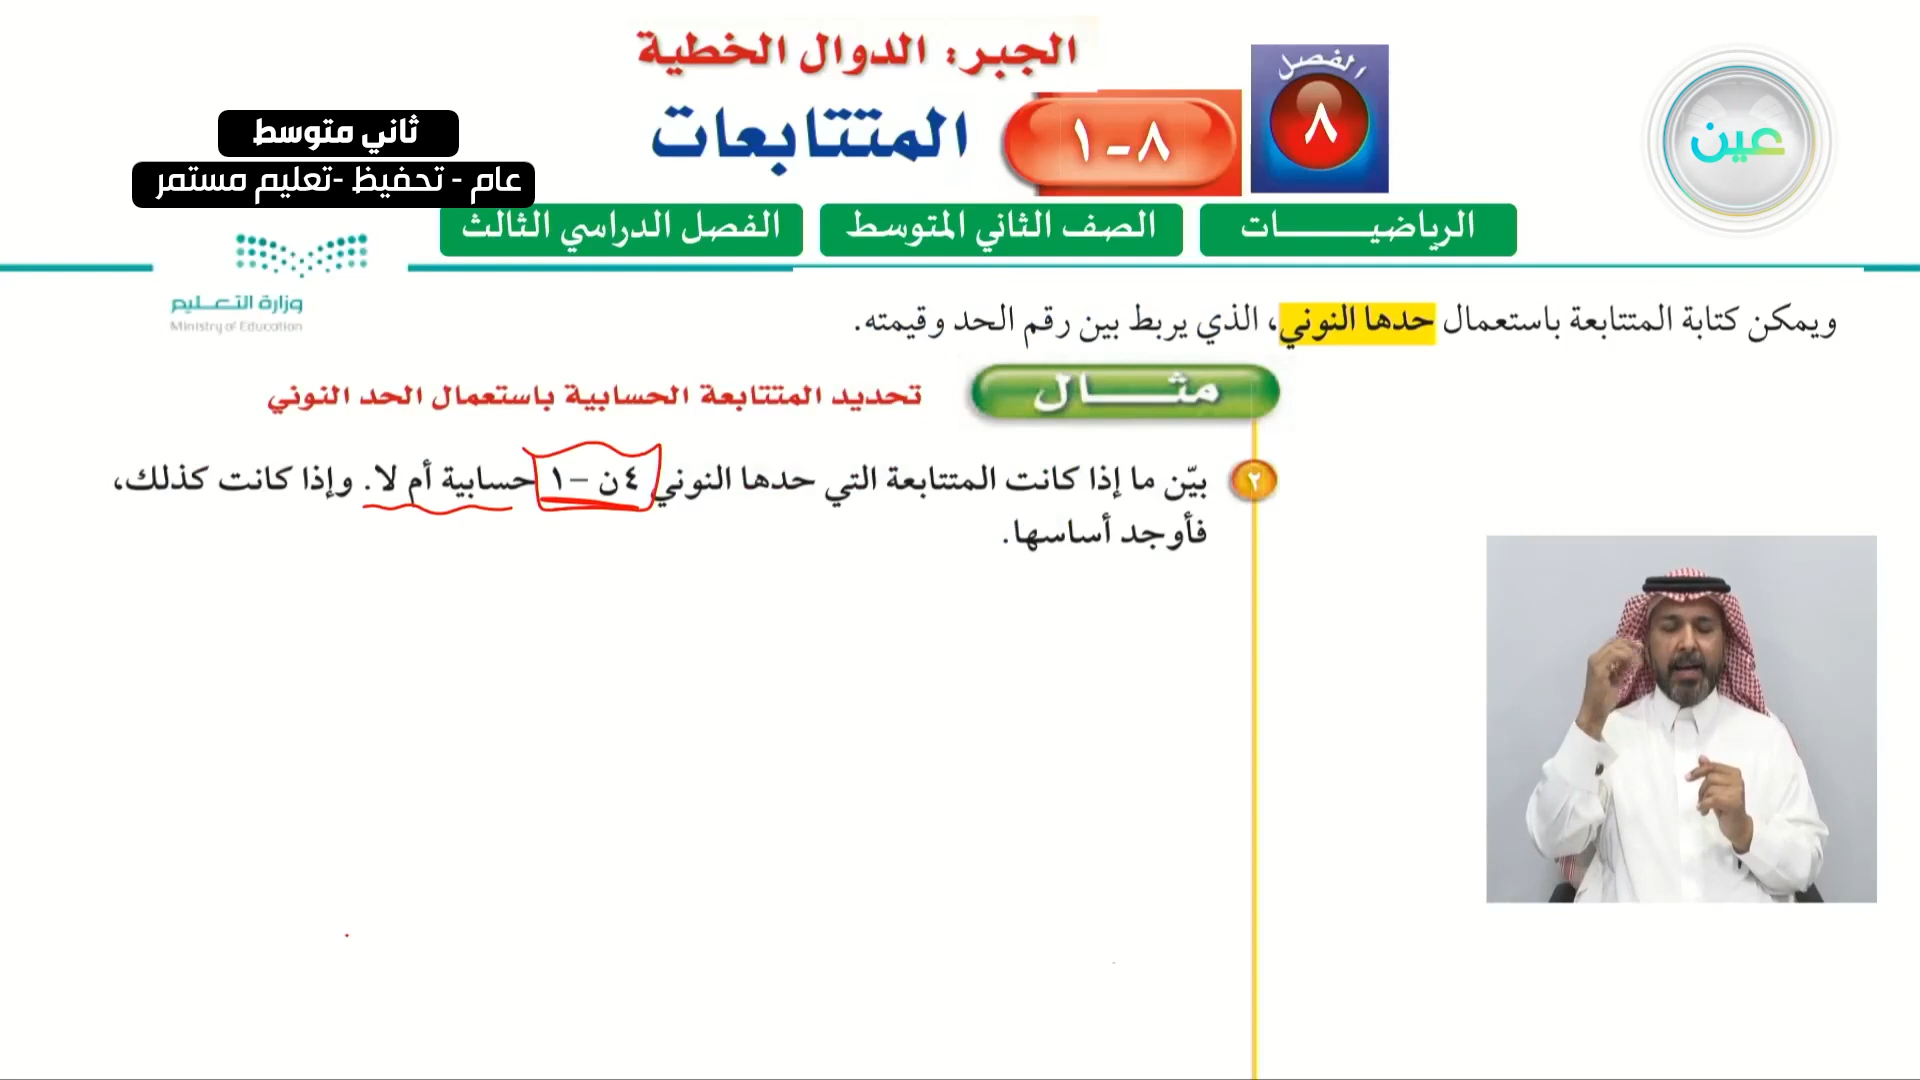 الجبر: الدوال الخطية
الفصل
٨
٨-١
المتتابعات
عين
ثاني متوسط
عام - تحفيظ -تعليم مستمر
الرياضيـــــــات
الصف الثاني المتوسط
الفصل الدراسي الثالث
وزارة التعـــليم
Ministry of Education
ويمكن كتابة المتتابعة باستعمال حدها النوني، الذي يربط بين رقم الحد وقيمته.
مثـــــال
تحديد المتتابعة الحسابية باستعمال الحد النوني
٢
بيّن ما إذا كانت المتتابعة التي حدها النوني ٤ن – ١ حسابية أم لا. وإذا كانت كذلك،
فأوجد أساسها.